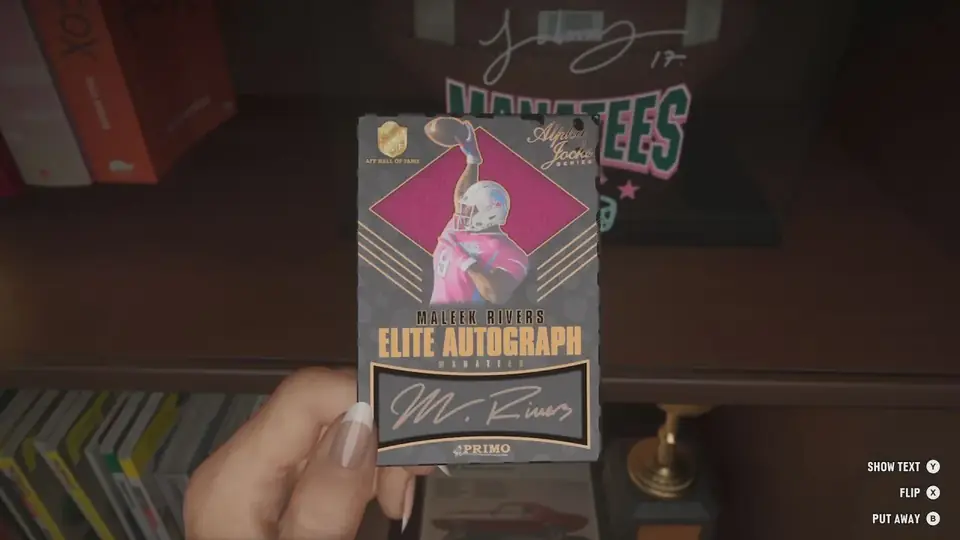 17
MANATEES
AFF HALL OF FAME
Alpha
Jocks
SERIES
MALEEK RIVERS
ELITE AUTOGRAPH
MANATEES
M. Rivers
PRIMO
SHOW TEXT Y
FLIP X
PUT AWAY B